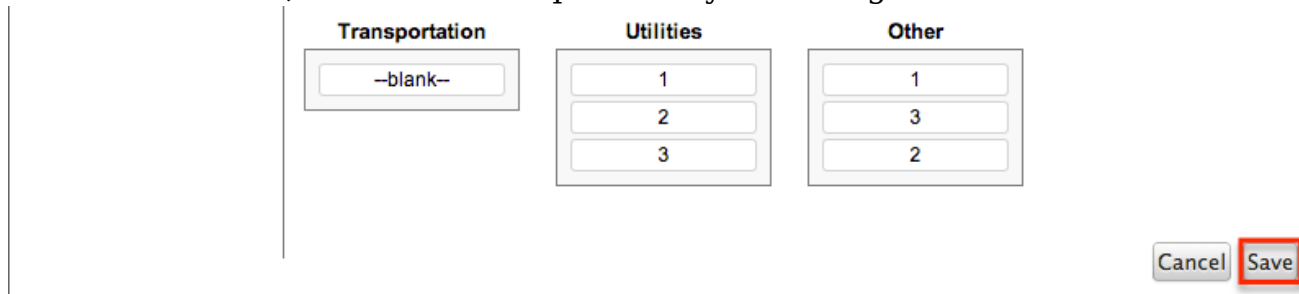 Transportation Utilities Other
--blank-- 1 1
2 3
3 2
Cancel Save